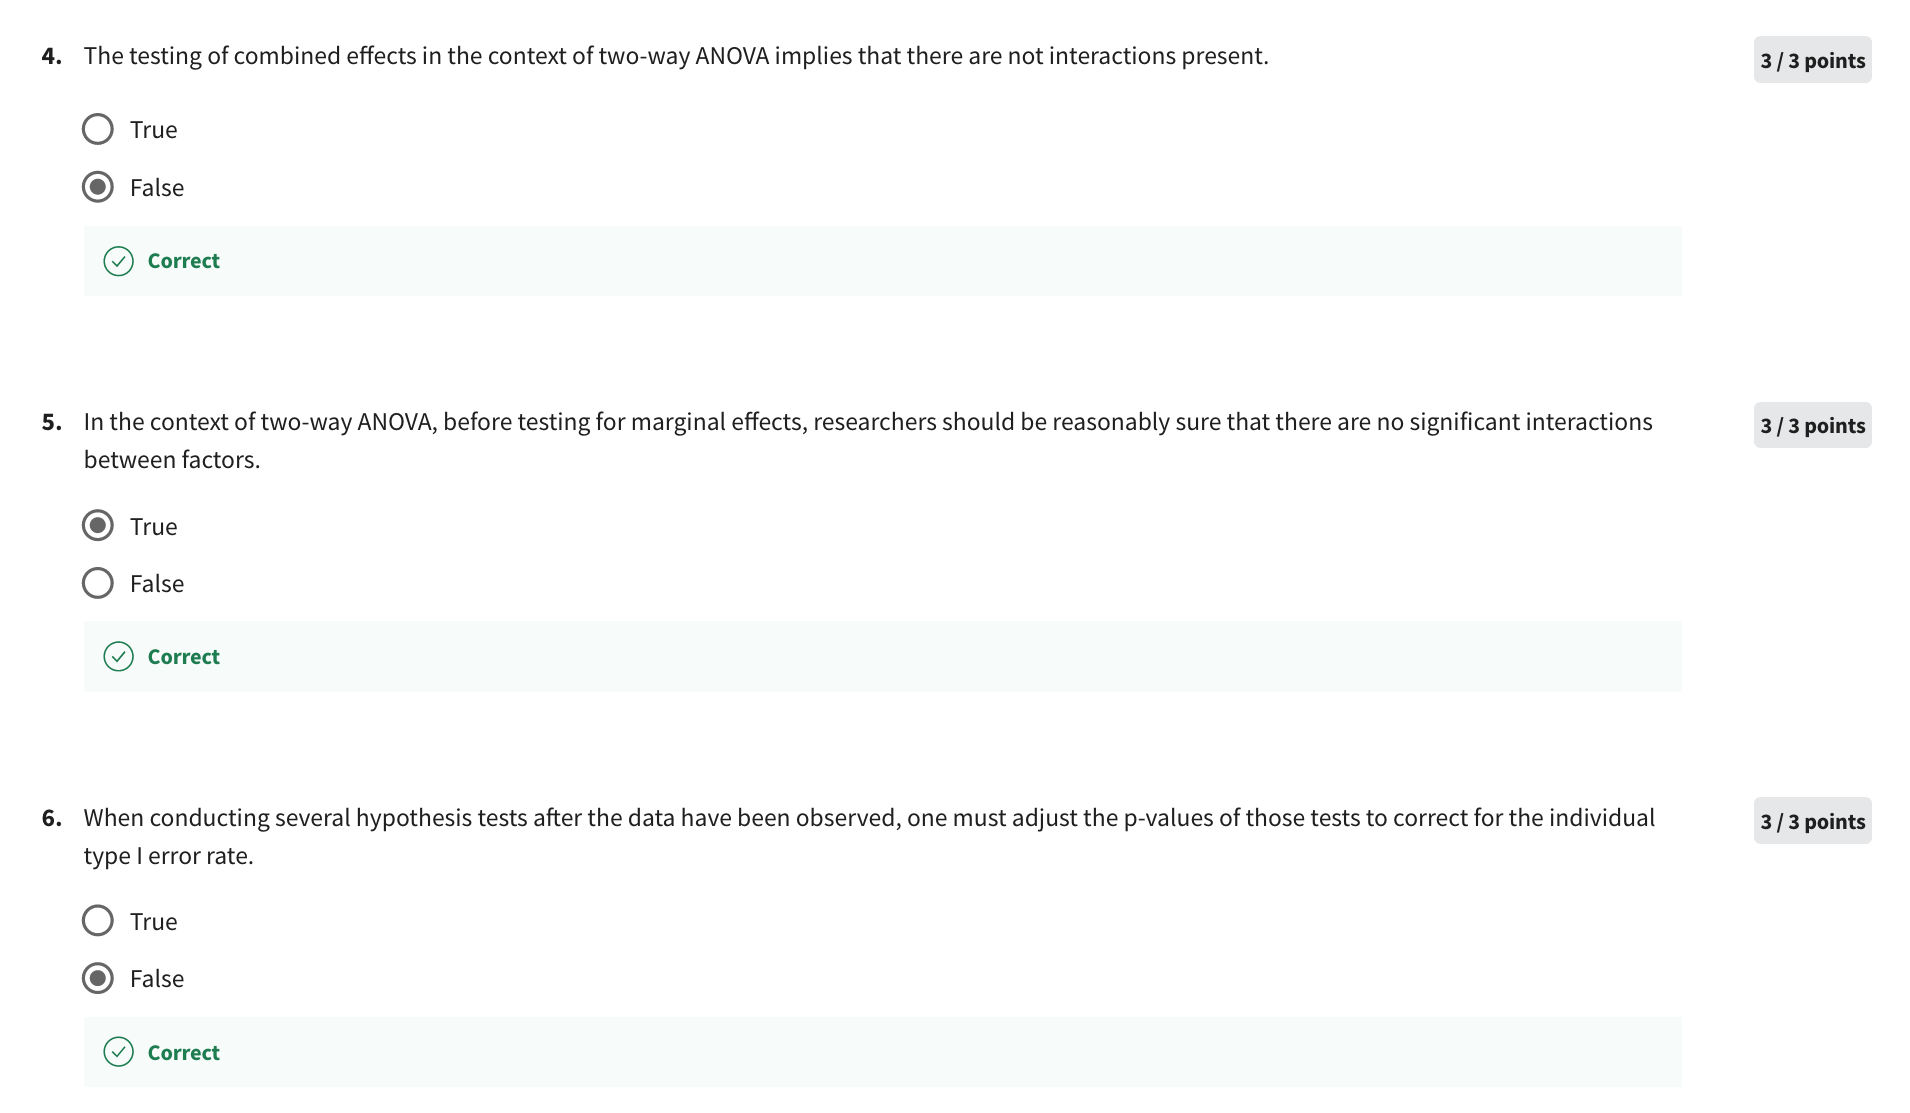 4. The testing of combined effects in the context of two-way ANOVA implies that there are not interactions present.
3 / 3 points
True
False
Correct
5. In the context of two-way ANOVA, before testing for marginal effects, researchers should be reasonably sure that there are no significant interactions
between factors.
3 / 3 points
True
False
Correct
6. When conducting several hypothesis tests after the data have been observed, one must adjust the p-values of those tests to correct for the individual
type I error rate.
3 / 3 points
True
False
Correct